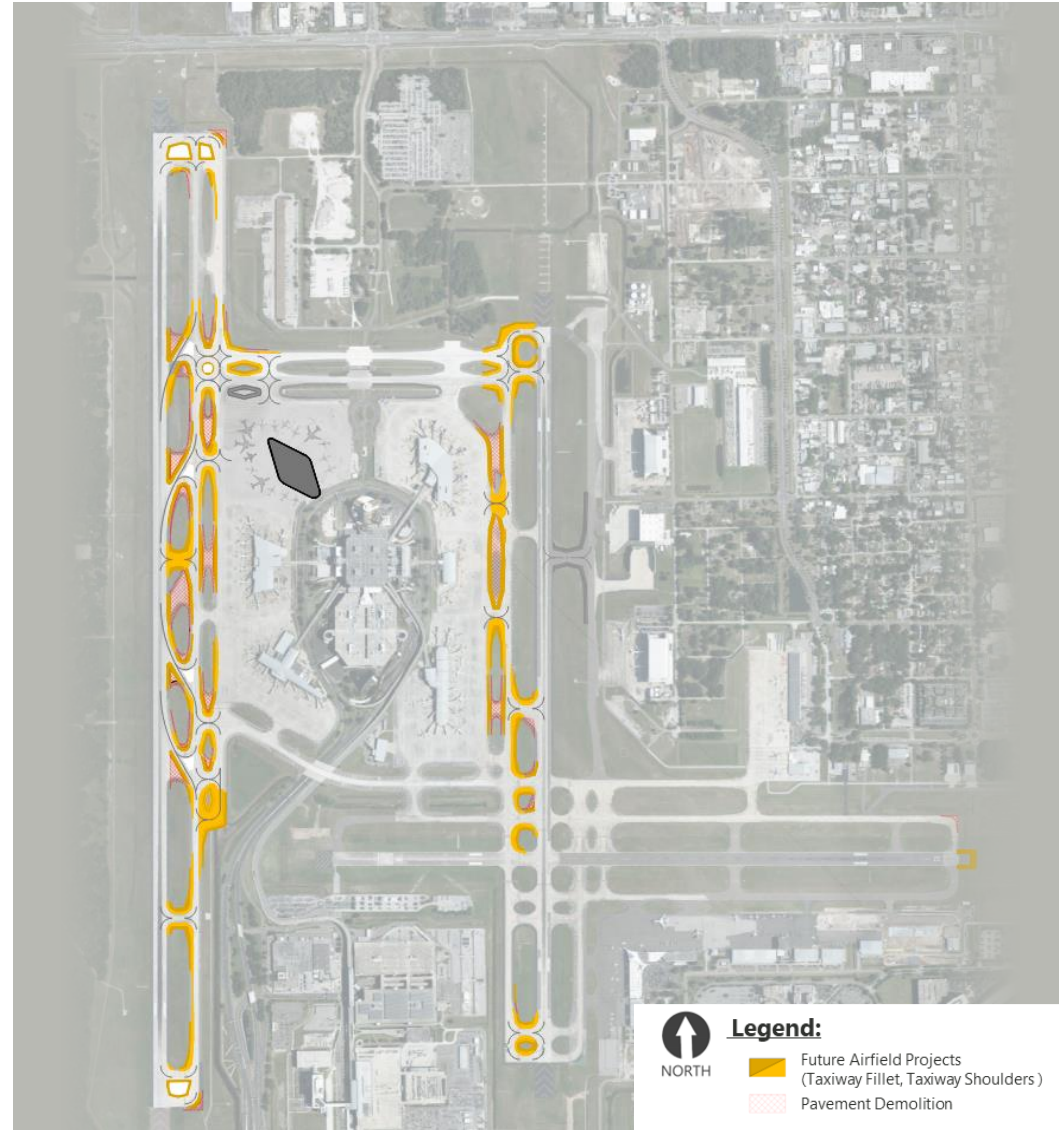 Legend:
NORTH
Future Airfield Projects
(Taxiway Fillet, Taxiway Shoulders )
Pavement Demolition